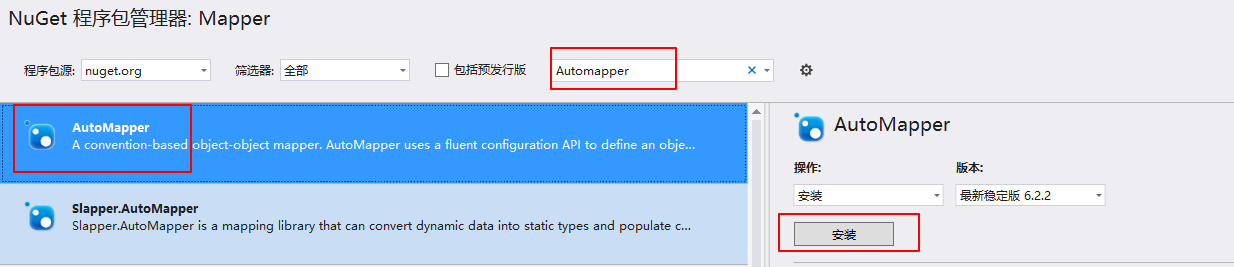 NuGet 程序包管理器: Mapper
程序包源: nuget.org 筛选器: 全部 包括预发行版 Automapper
AutoMapper
A convention-based object-object mapper. AutoMapper uses a fluent configuration API to define an obje...
Slapper.AutoMapper
Slapper.AutoMapper is a mapping library that can convert dynamic data into static types and populate c...
AutoMapper
操作: 版本:
安装 最新稳定版 6.2.2
安装